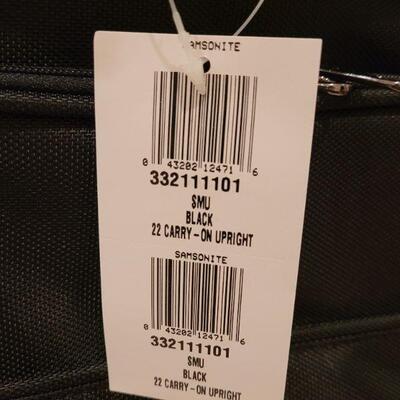 SAMSONITE
0 43202 12471 6
332111101
SMU
BLACK
22 CARRY-ON UPRIGHT
SAMSONITE
0 43202 12471 6
332111101
SMU
BLACK
22 CARRY-ON UPRIGHT